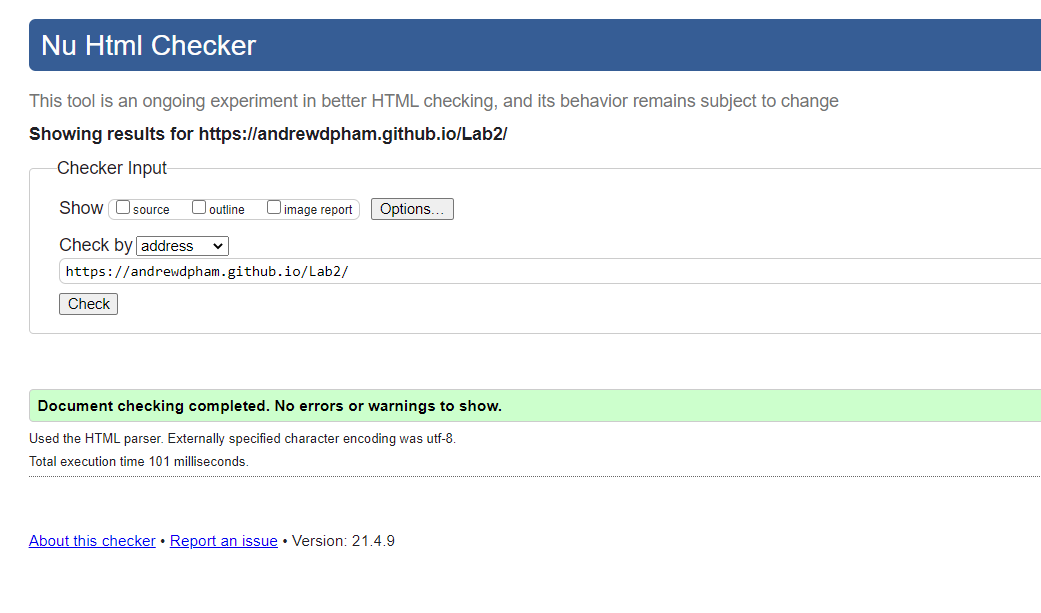 Nu Html Checker
This tool is an ongoing experiment in better HTML checking, and its behavior remains subject to change
Showing results for https://andrewdpham.github.io/Lab2/
Checker Input
Show source outline image report Options...
Check by address
https://andrewdpham.github.io/Lab2/
Check
Document checking completed. No errors or warnings to show.
Used the HTML parser. Externally specified character encoding was utf-8.
Total execution time 101 milliseconds.
About this checker • Report an issue • Version: 21.4.9